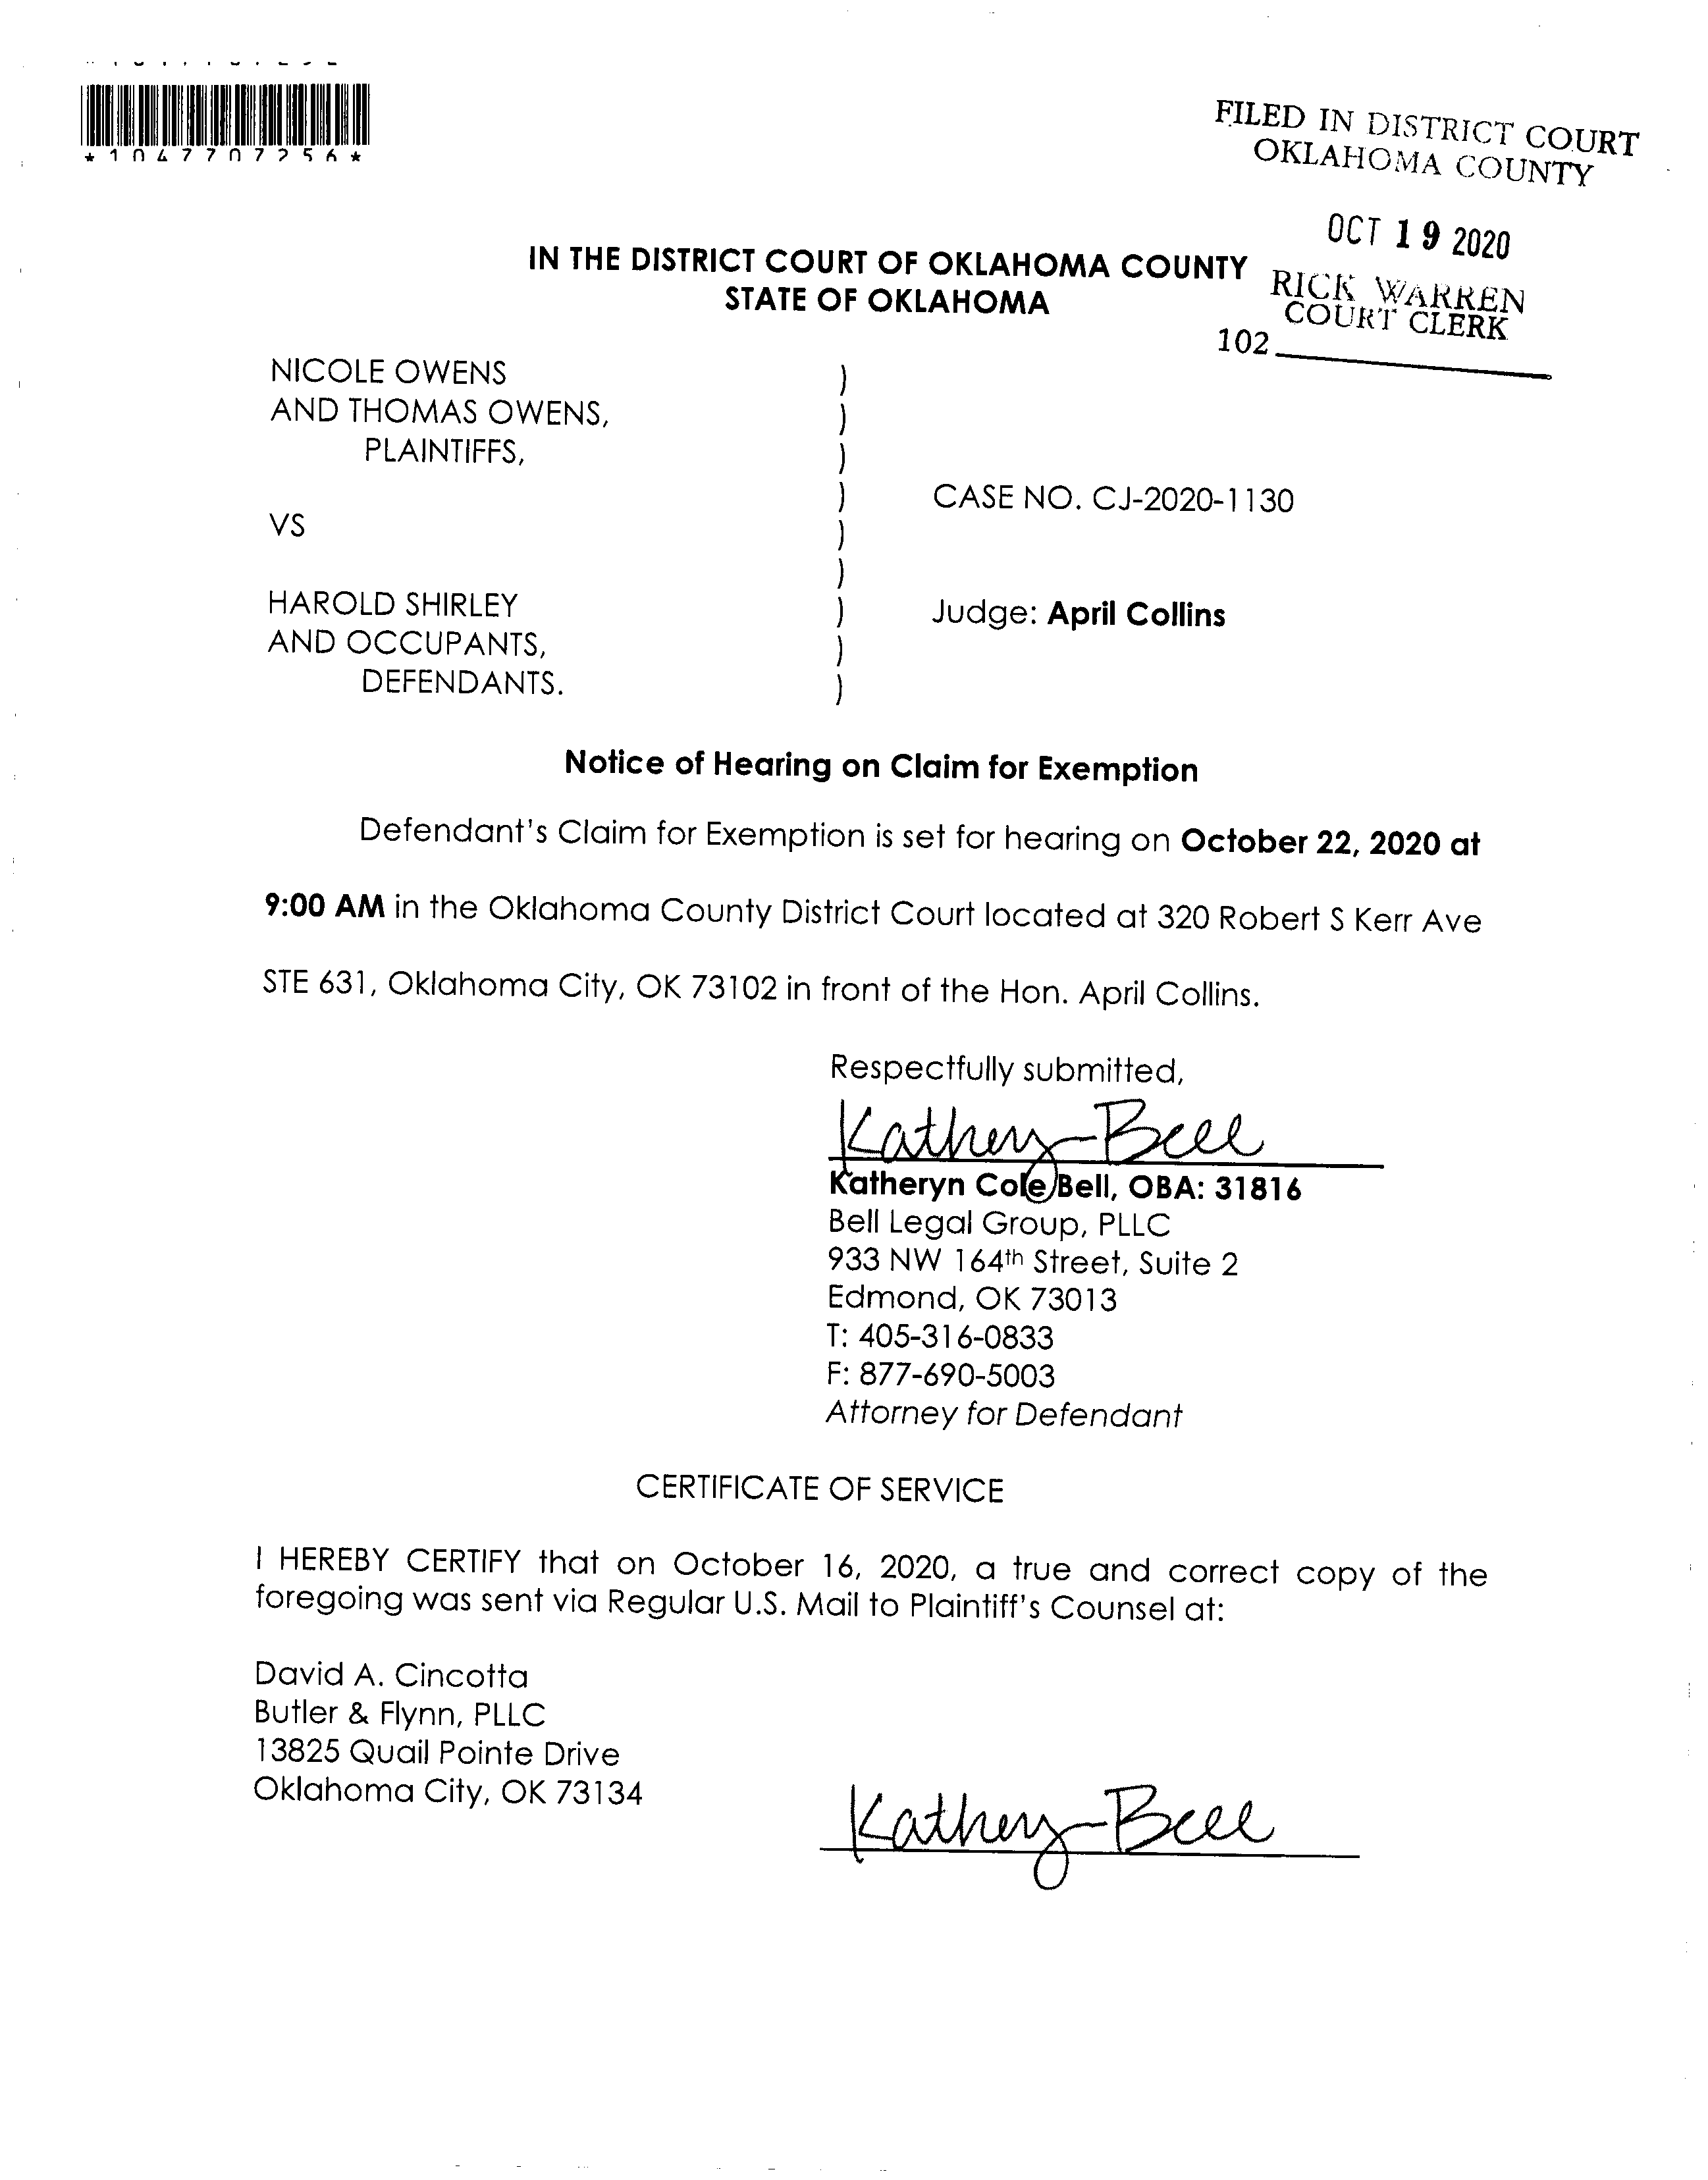 *1047707256*
FILED IN DISTRICT COURT
OKLAHOMA COUNTY
OCT 19 2020
RICK WARREN
COURT CLERK
102
IN THE DISTRICT COURT OF OKLAHOMA COUNTY
STATE OF OKLAHOMA
NICOLE OWENS )
AND THOMAS OWENS, )
PLAINTIFFS, )
) CASE NO. CJ-2020-1130
VS )
)
HAROLD SHIRLEY ) Judge: April Collins
AND OCCUPANTS, )
DEFENDANTS. )
Notice of Hearing on Claim for Exemption
Defendant's Claim for Exemption is set for hearing on October 22, 2020 at
9:00 AM in the Oklahoma County District Court located at 320 Robert S Kerr Ave
STE 631, Oklahoma City, OK 73102 in front of the Hon. April Collins.
Respectfully submitted,
Katheryn Cole Bell, OBA: 31816
Bell Legal Group, PLLC
933 NW 164th Street, Suite 2
Edmond, OK 73013
T: 405-316-0833
F: 877-690-5003
Attorney for Defendant
CERTIFICATE OF SERVICE
I HEREBY CERTIFY that on October 16, 2020, a true and correct copy of the
foregoing was sent via Regular U.S. Mail to Plaintiff's Counsel at:
David A. Cincotta
Butler & Flynn, PLLC
13825 Quail Pointe Drive
Oklahoma City, OK 73134